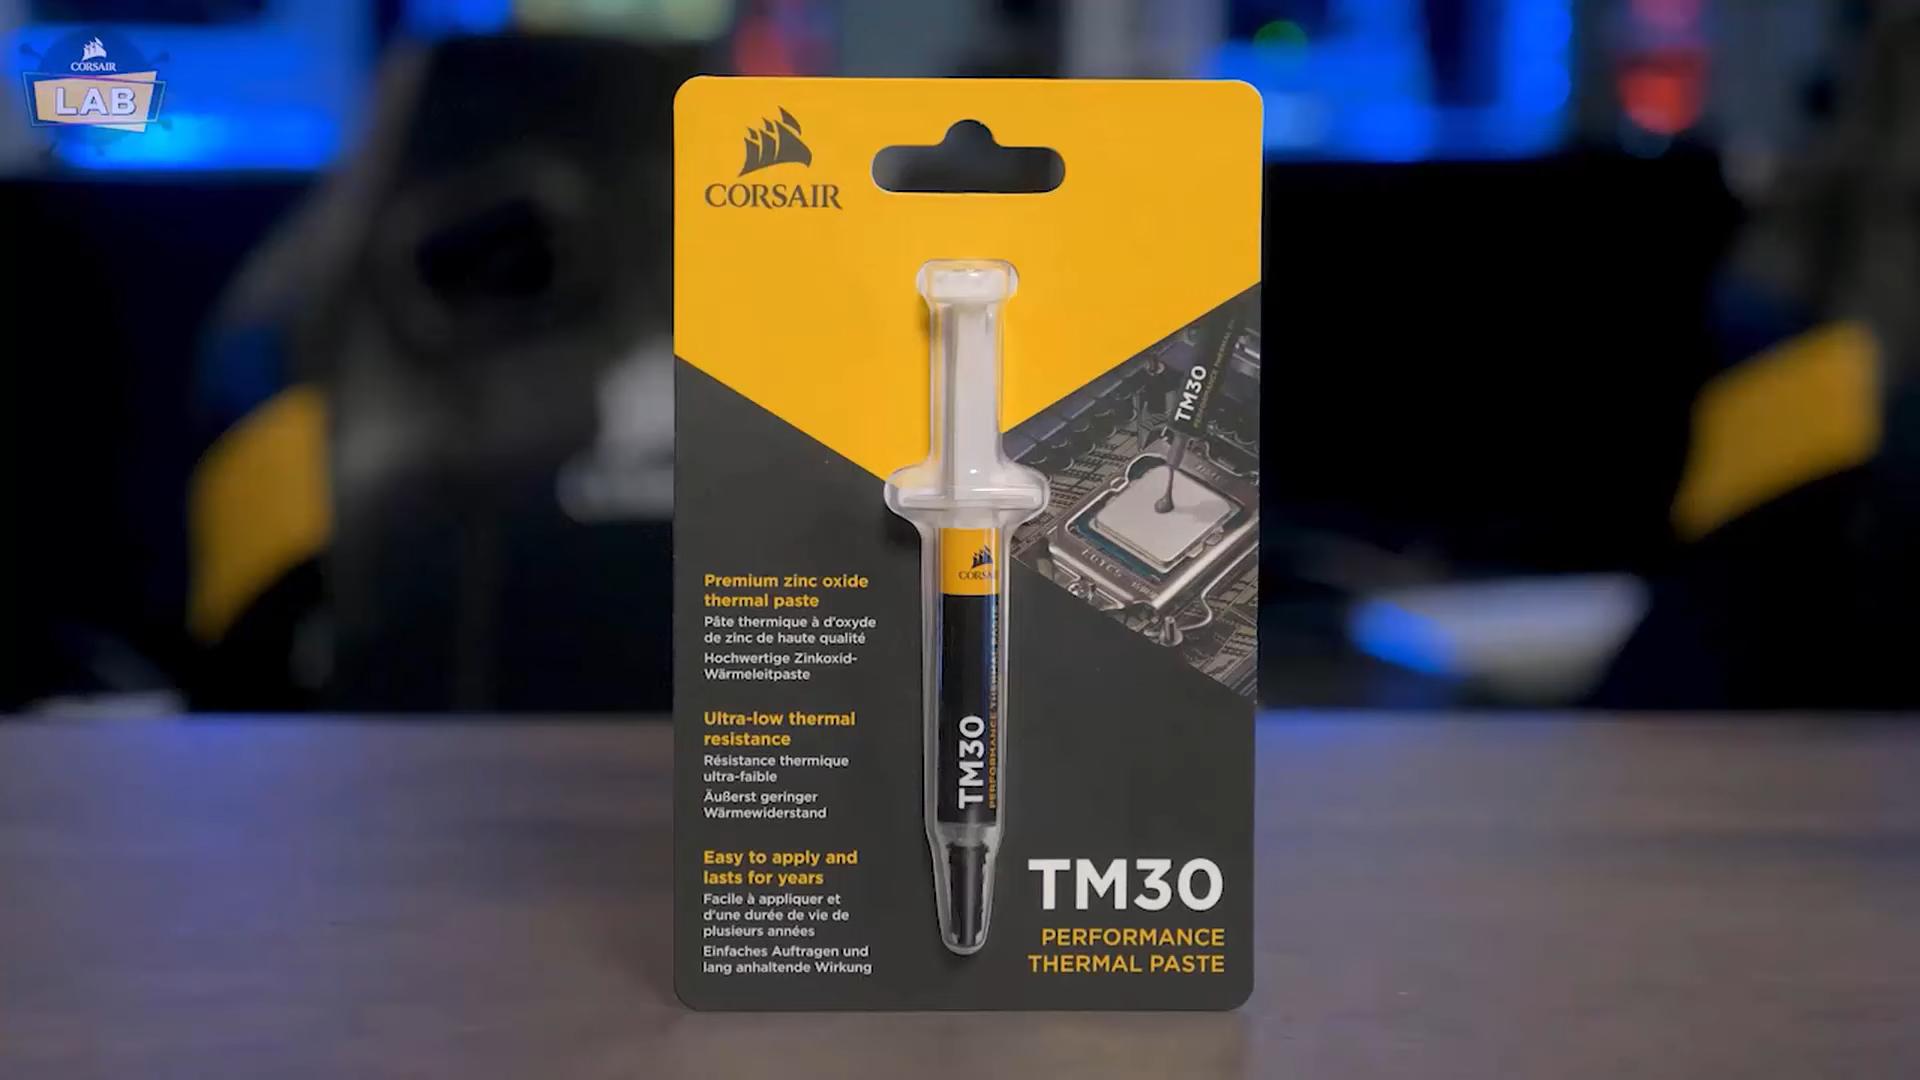 CORSAIR
LAB
CORSAIR
TM30
CORSAIR
TM30
PERFORMANCE THERMAL PASTE
Premium zinc oxide
thermal paste
Pâte thermique à d'oxyde
de zinc de haute qualité
Hochwertige Zinkoxid-
Wärmeleitpaste
Ultra-low thermal
resistance
Résistance thermique
ultra-faible
Äußerst geringer
Wärmewiderstand
Easy to apply and
lasts for years
Facile à appliquer et
d'une durée de vie de
plusieurs années
Einfaches Auftragen und
lang anhaltende Wirkung
TM30
PERFORMANCE
THERMAL PASTE